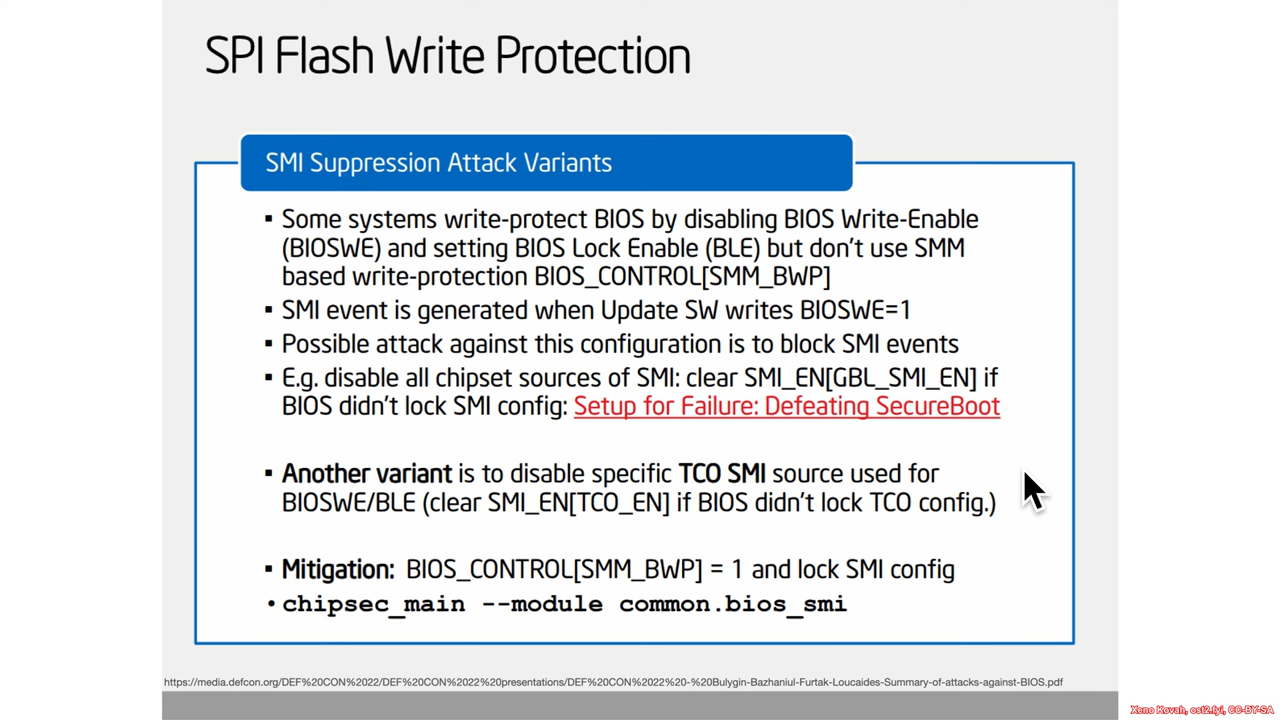 SPI Flash Write Protection
SMI Suppression Attack Variants
▪ Some systems write-protect BIOS by disabling BIOS Write-Enable
(BIOSWE) and setting BIOS Lock Enable (BLE) but don't use SMM
based write-protection BIOS_CONTROL[SMM_BWP]
▪ SMI event is generated when Update SW writes BIOSWE=1
▪ Possible attack against this configuration is to block SMI events
▪ E.g. disable all chipset sources of SMI: clear SMI_EN[GBL_SMI_EN] if
BIOS didn't lock SMI config: Setup for Failure: Defeating SecureBoot
▪ Another variant is to disable specific TCO SMI source used for
BIOSWE/BLE (clear SMI_EN[TCO_EN] if BIOS didn't lock TCO config.)
▪ Mitigation: BIOS_CONTROL[SMM_BWP] = 1 and lock SMI config
• chipsec_main --module common.bios_smi
https://media.defcon.org/DEF%20CON%2022/DEF%20CON%2022%20presentations/DEF%20CON%2022%20-%20Bulygin-Bazhaniul-Furtak-Loucaides-Summary-of-attacks-against-BIOS.pdf
Xeno Kovah, ost2.fyi, CC-BY-SA